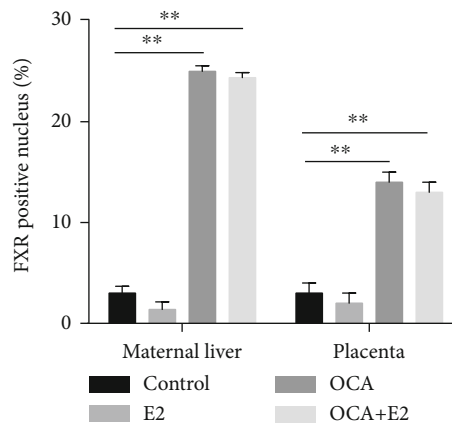 **
**
**
**
30
20
10
0
FXR positive nucleus (%)
Maternal liver Placenta
Control OCA
E2 OCA+E2